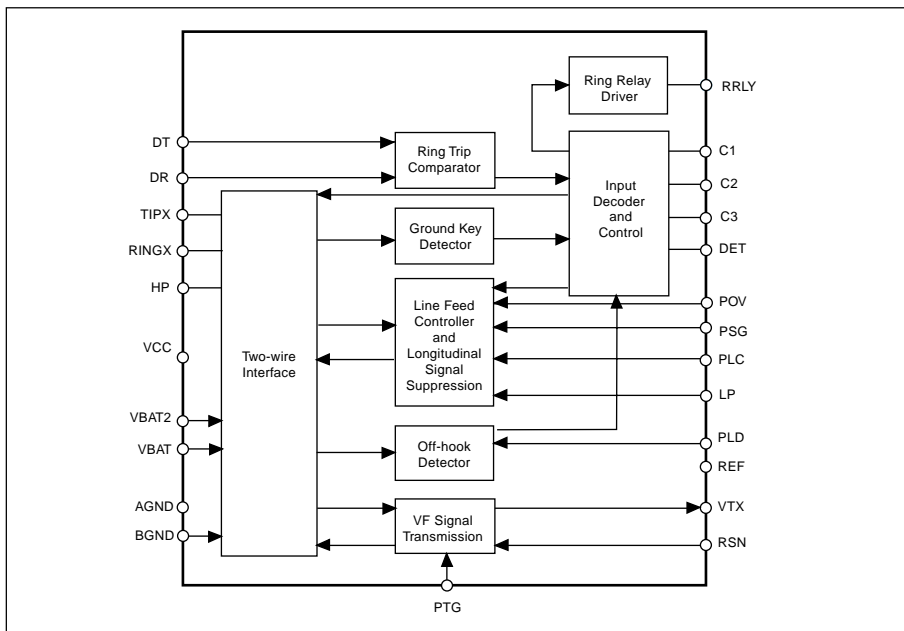 Ring Relay
Driver
RRLY
DT
DR
TIPX
RINGX
HP
VCC
VBAT2
VBAT
AGND
BGND
Ring Trip
Comparator
Input
Decoder
and
Control
C1
C2
C3
DET
Ground Key
Detector
Two-wire
Interface
Line Feed
Controller
and
Longitudinal
Signal
Suppression
POV
PSG
PLC
LP
Off-hook
Detector
PLD
REF
VF Signal
Transmission
VTX
RSN
PTG